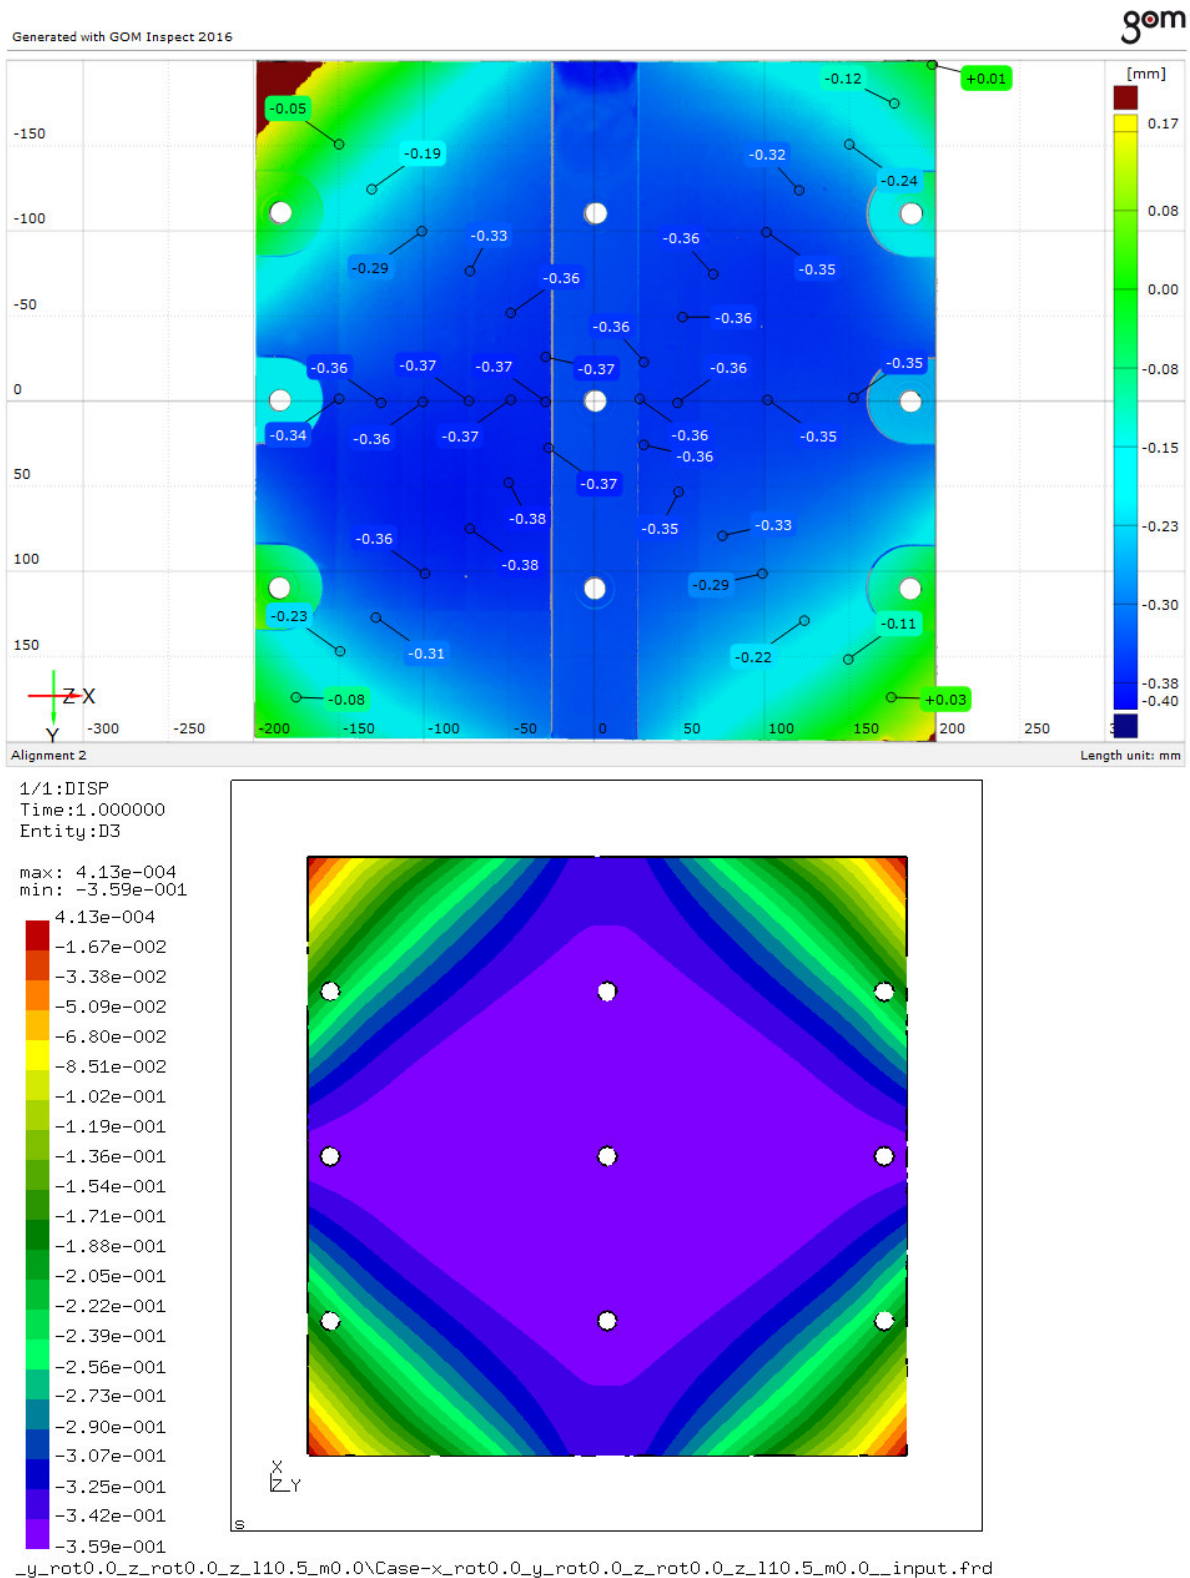 gom
Generated with GOM Inspect 2016
[mm]
-0.12
+0.01
-0.05
0.17
-150
-0.19
-0.32
-0.24
-100
0.08
-0.33
-0.36
-0.29
-0.35
-0.36
0.00
-50
-0.36
-0.36
-0.36
-0.37
-0.37
-0.37
-0.36
-0.35
-0.08
0
-0.34
-0.36
-0.37
-0.36
-0.35
-0.15
-0.36
50
-0.37
-0.38
-0.35
-0.33
-0.23
-0.36
100
-0.38
-0.29
-0.30
-0.23
-0.11
150
-0.31
-0.22
-0.38
Z X
-0.08
+0.03
-0.40
Y
-300
-250
-200
-150
-100
-50
0
50
100
150
200
250
3
Alignment 2
Length unit: mm
1/1:DISP
Time:1.000000
Entity:D3
max: 4.13e-004
min: -3.59e-001
4.13e-004
-1.67e-002
-3.38e-002
-5.09e-002
-6.80e-002
-8.51e-002
-1.02e-001
-1.19e-001
-1.36e-001
-1.54e-001
-1.71e-001
-1.88e-001
-2.05e-001
-2.22e-001
-2.39e-001
-2.56e-001
-2.73e-001
-2.90e-001
-3.07e-001
-3.25e-001
-3.42e-001
-3.59e-001
X
Z Y
s
_y_rot0.0_z_rot0.0_z_110.5_m0.0\Case-x_rot0.0_y_rot0.0_z_rot0.0_z_110.5_m0.0__input.frd